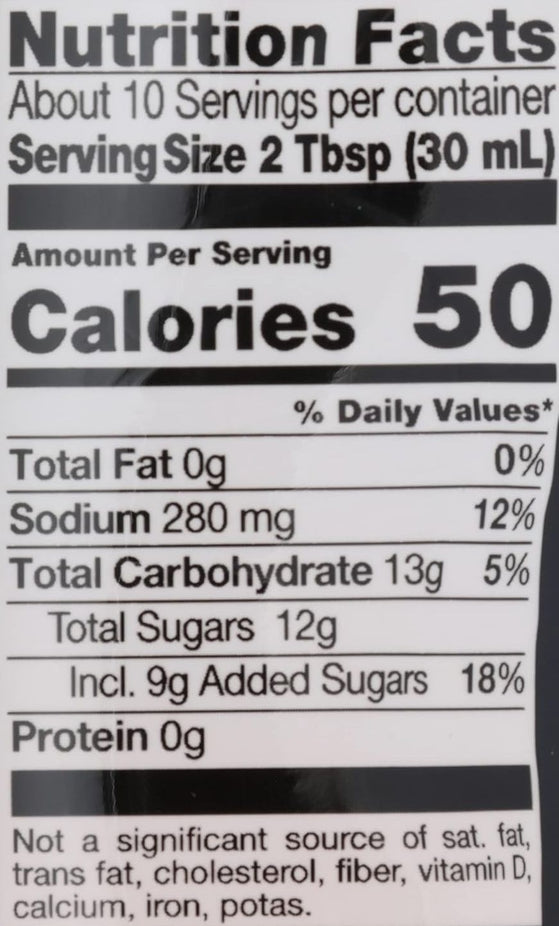 Nutrition Facts
About 10 Servings per container
Serving Size 2 Tbsp (30 mL)
Amount Per Serving
Calories 50
% Daily Values*
Total Fat 0g 0%
Sodium 280 mg 12%
Total Carbohydrate 13g 5%
Total Sugars 12g
Incl. 9g Added Sugars 18%
Protein 0g
Not a significant source of sat. fat,
trans fat, cholesterol, fiber, vitamin D,
calcium, iron, potas.